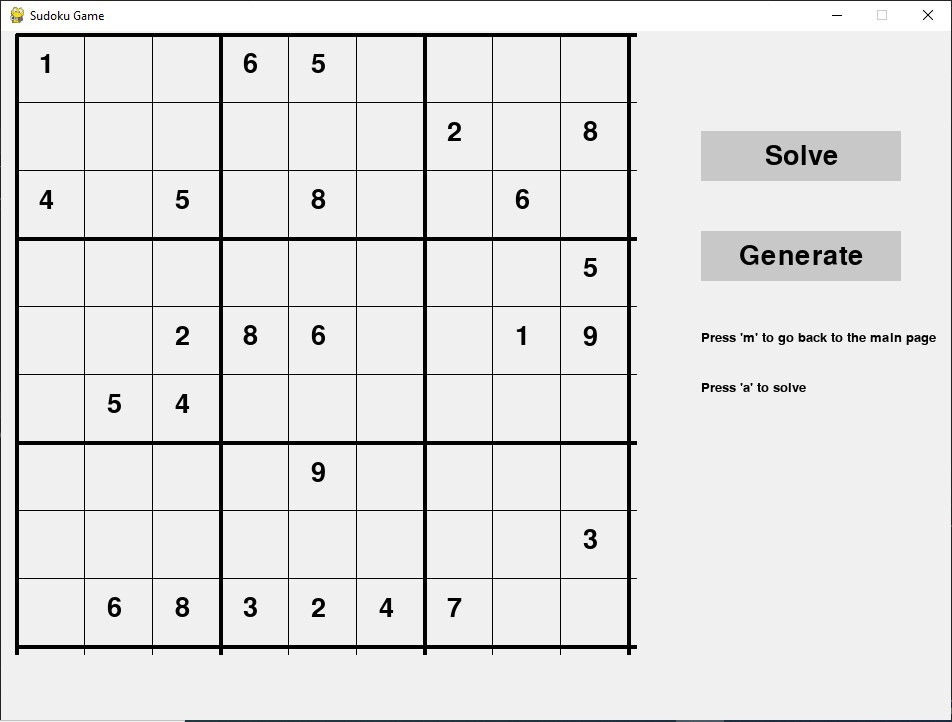 Sudoku Game
1 6 5
2 8
Solve
4 5 8 6
Generate
5
2 8 6 1 9
Press 'm' to go back to the main page
Press 'a' to solve
5 4
9
3
6 8 3 2 4 7